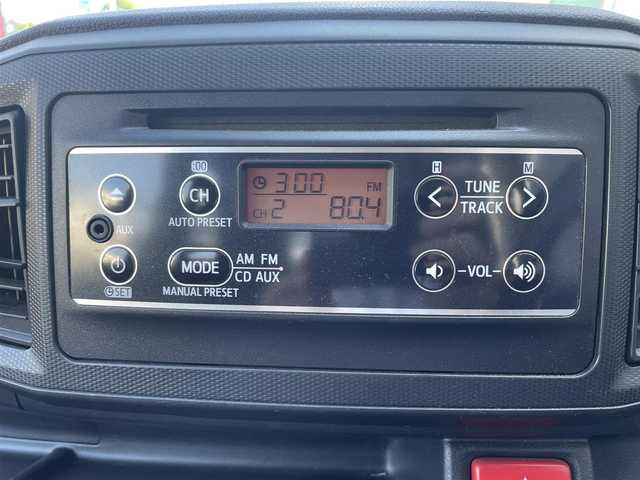 :00
H
M
CH
3:00
FM
TUNE
TRACK
AUX
AUTO PRESET
CH 2 80.4
MODE
AM FM
CD AUX
-VOL-
SET
MANUAL PRESET